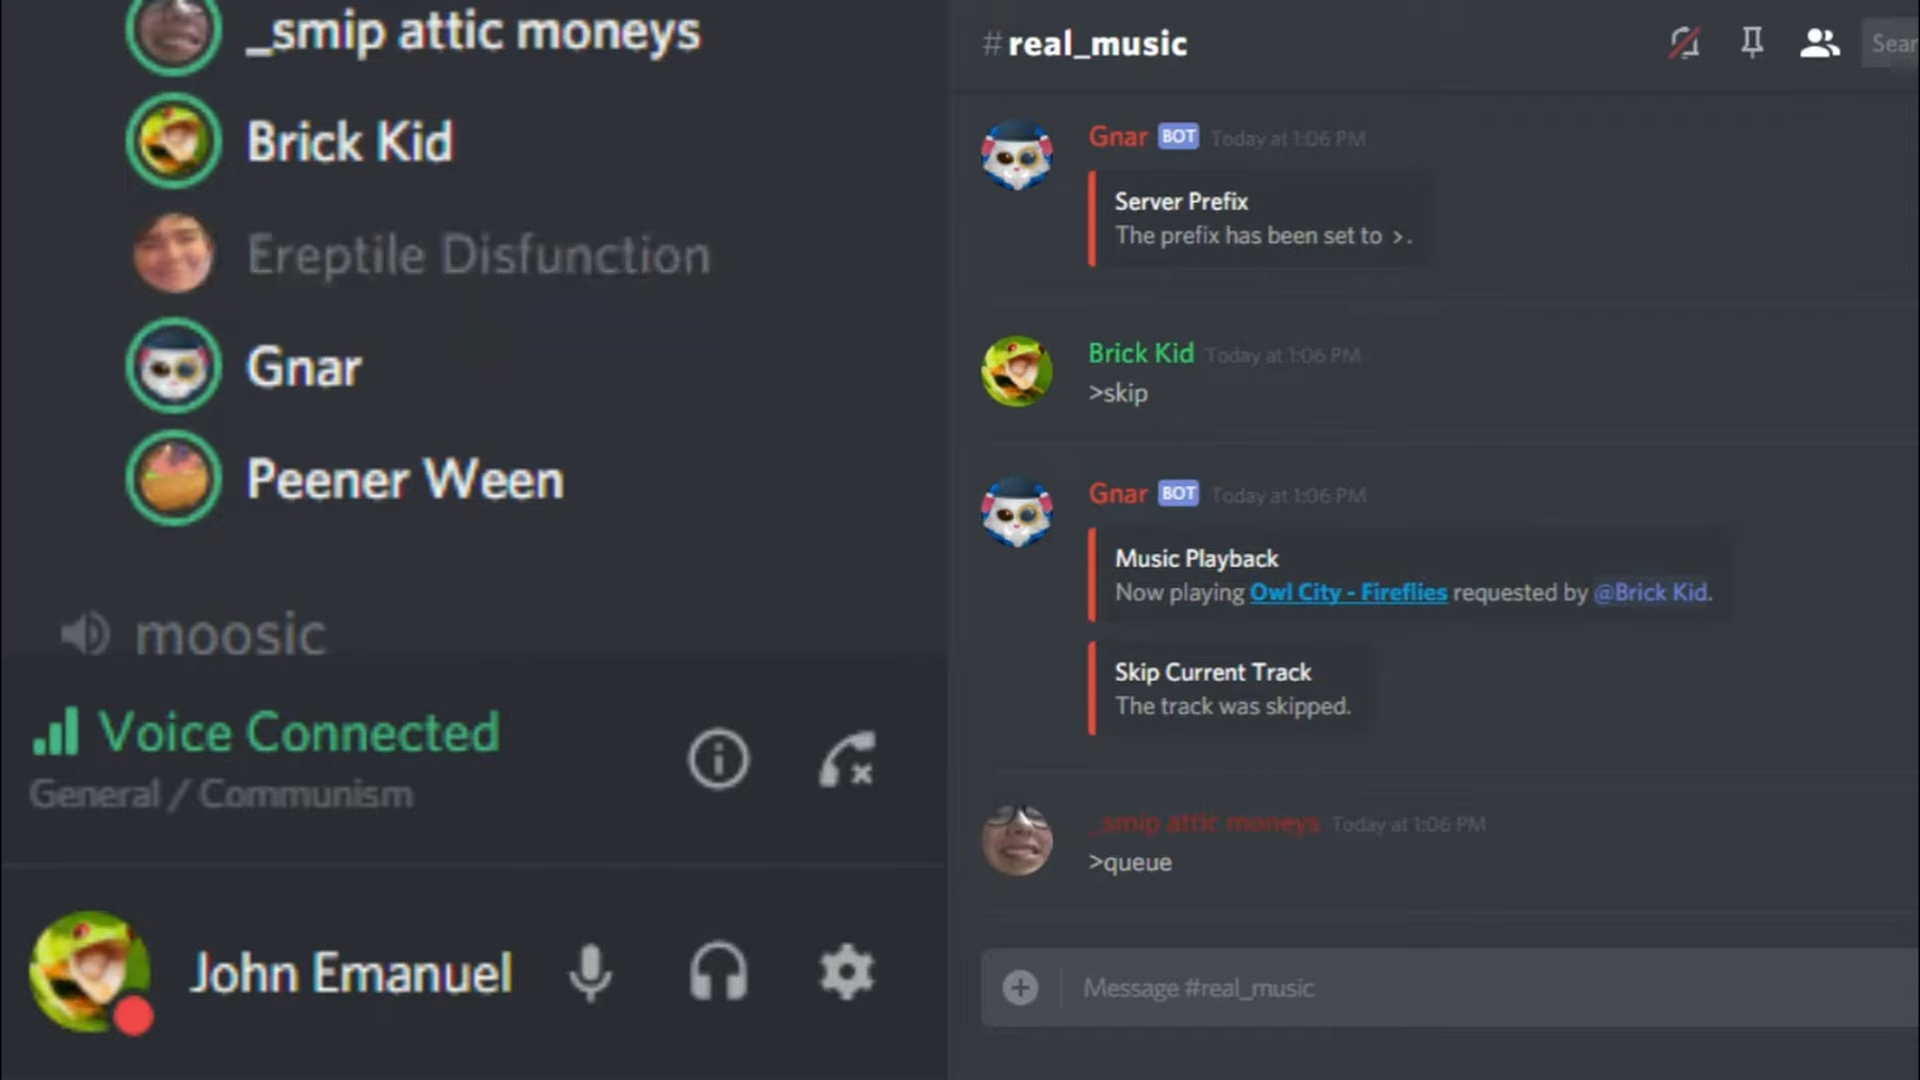 _smip attic moneys
Brick Kid
Ereptile Disfunction
Gnar
Peener Ween
moosic
Voice Connected
General / Communism
John Emanuel
#real_music
Sear
Gnar BOT Today at 1:06 PM
Server Prefix
The prefix has been set to >.
Brick Kid Today at 1:06 PM
>skip
Gnar BOT Today at 1:06 PM
Music Playback
Now playing Owl City - Fireflies requested by @Brick Kid.
Skip Current Track
The track was skipped.
_smip attic moneys Today at 1:06 PM
>queue
Message #real_music